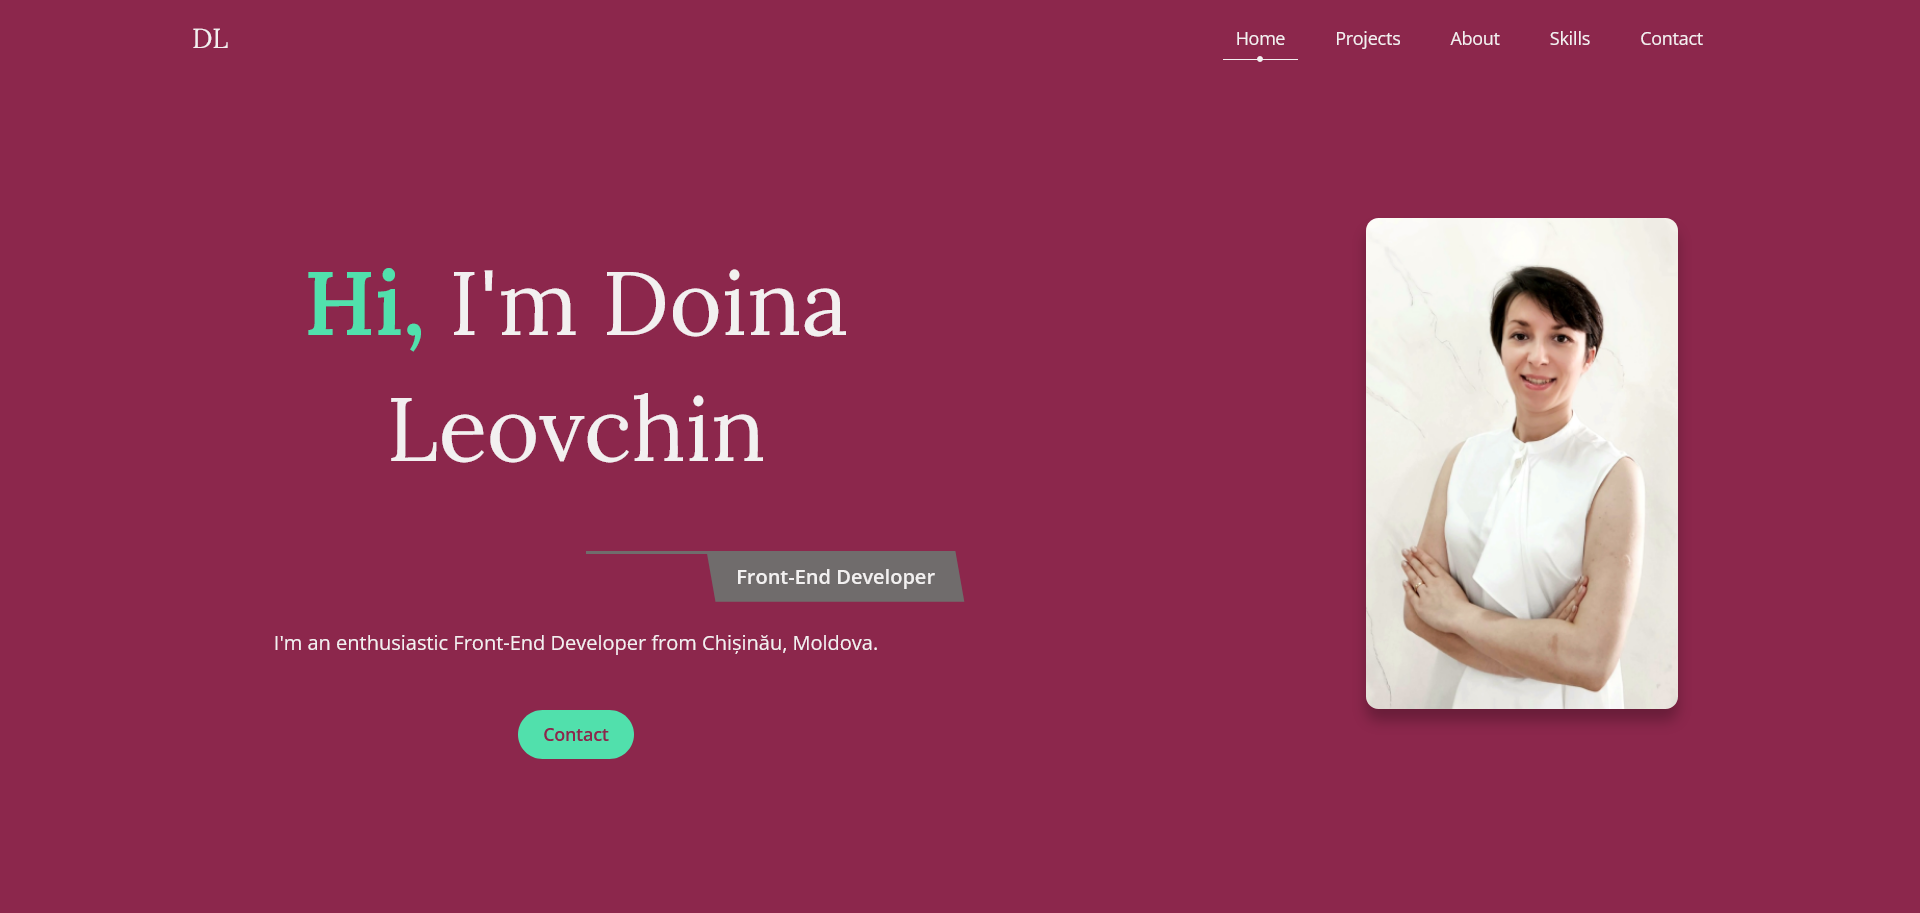 DL
Home
Projects
About
Skills
Contact
Hi, I'm Doina
Leovchin
Front-End Developer
I'm an enthusiastic Front-End Developer from Chișinău, Moldova.
Contact